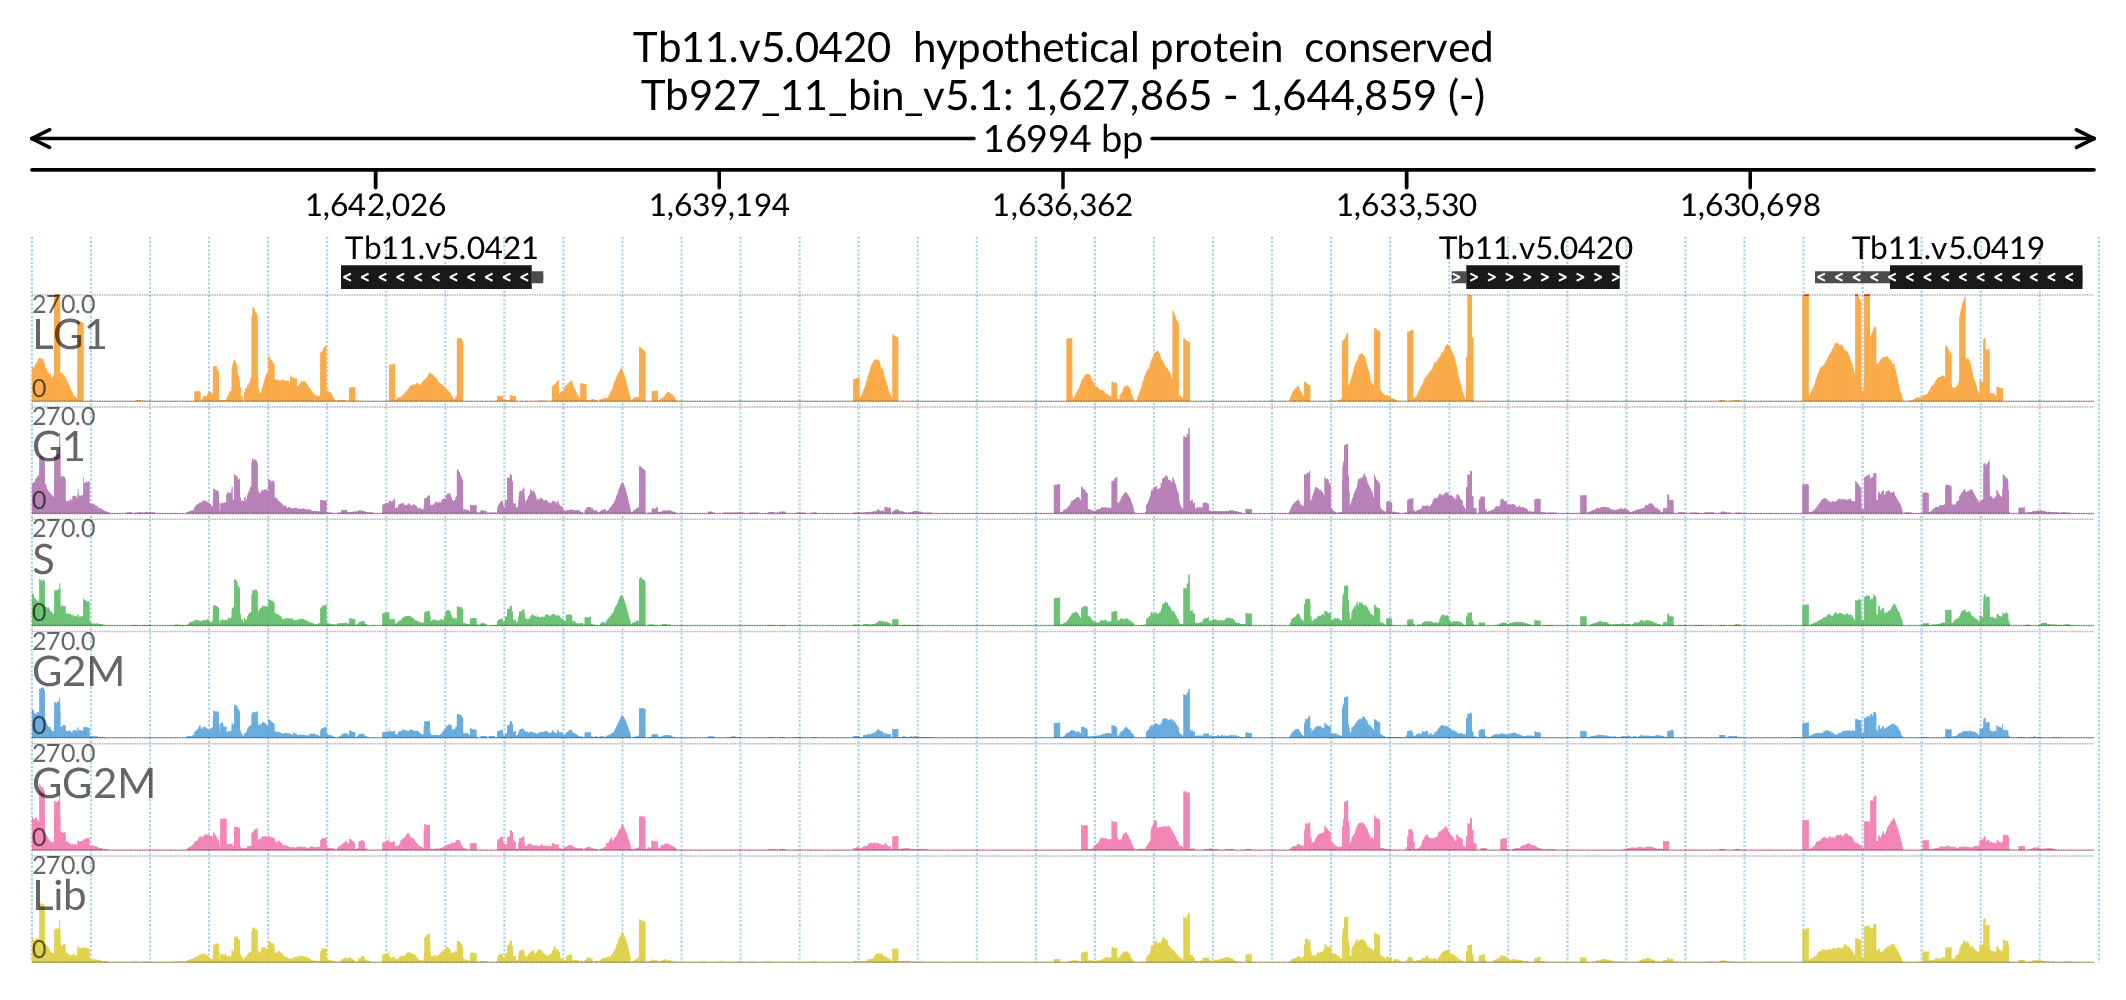 Tb11.v5.0420  hypothetical protein  conserved
Tb927_11_bin_v5.1: 1,627,865 - 1,644,859 (-)
16994 bp
1,642,026 1,639,194 1,636,362 1,633,530 1,630,698
Tb11.v5.0421 Tb11.v5.0420 Tb11.v5.0419
< < < < < < < < < < < > > > > > > > > > < < < < < < < < < < < < < < <
270.0
LG1
0
270.0
G1
0
270.0
S
0
270.0
G2M
0
270.0
GG2M
0
270.0
Lib
0